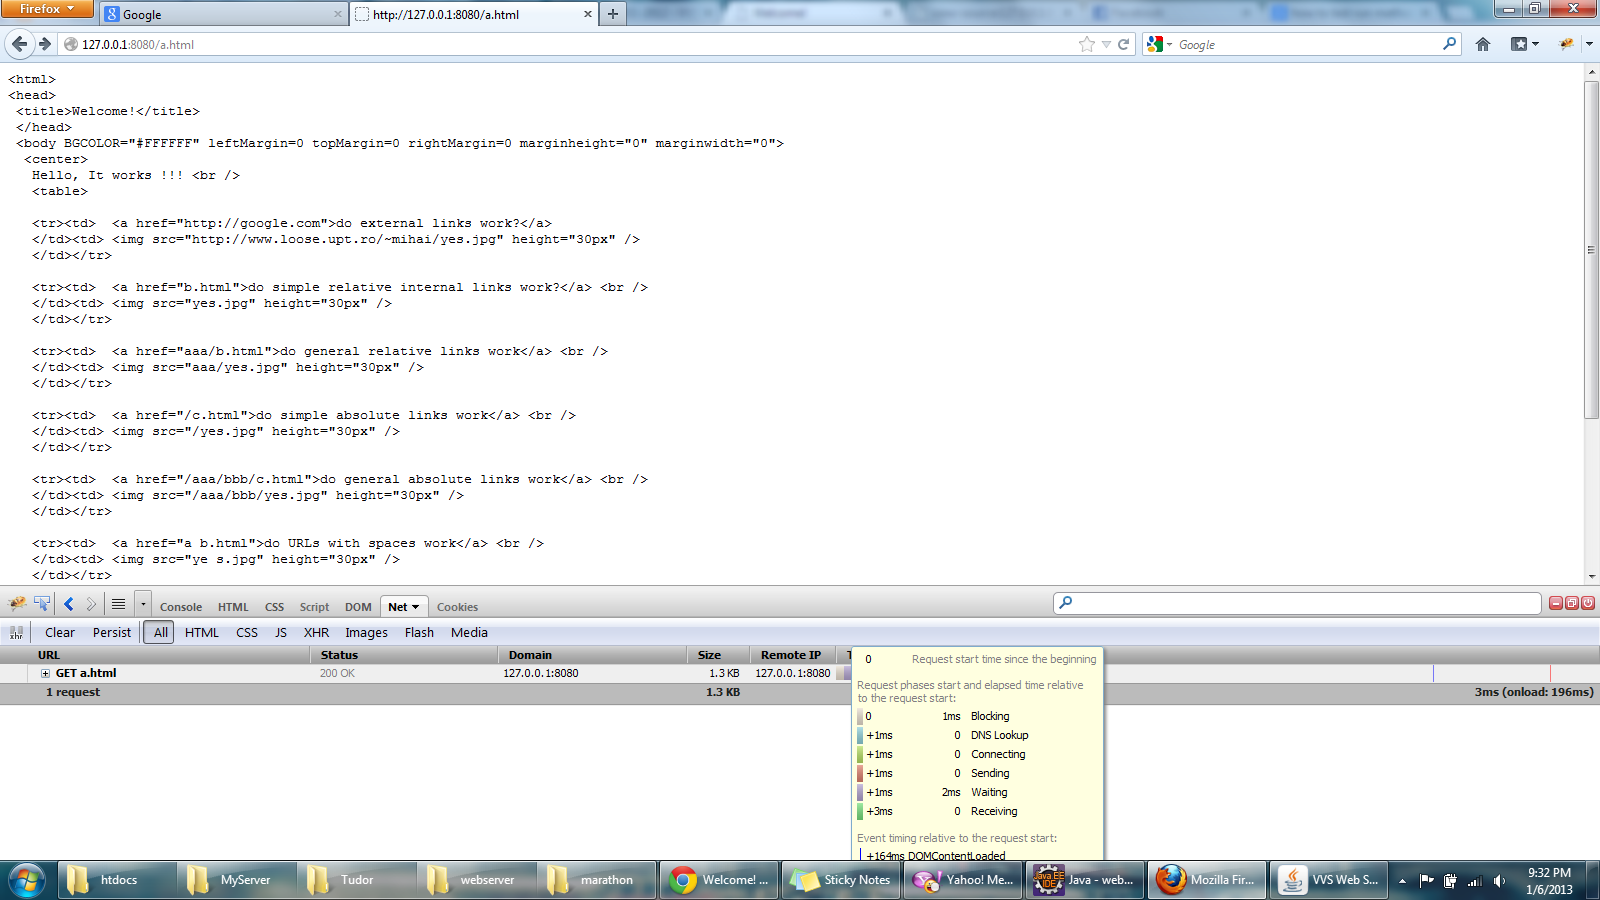 Firefox
Google
http://127.0.0.1:8080/a.html
127.0.0.1:8080/a.html
Google
<html>
<head>
<title>Welcome!</title>
</head>
<body BGCOLOR="#FFFFFF" leftMargin=0 topMargin=0 rightMargin=0 marginheight="0" marginwidth="0">
<center>
Hello, It works !!! <br />
<table>
<tr><td>  <a href="http://google.com">do external links work?</a>
</td><td> <img src="http://www.loose.upt.ro/~mihai/yes.jpg" height="30px" />
</td></tr>
<tr><td>  <a href="b.html">do simple relative internal links work?</a> <br />
</td><td> <img src="yes.jpg" height="30px" />
</td></tr>
<tr><td>  <a href="aaa/b.html">do general relative links work</a> <br />
</td><td> <img src="aaa/yes.jpg" height="30px" />
</td></tr>
<tr><td>  <a href="/c.html">do simple absolute links work</a> <br />
</td><td> <img src="/yes.jpg" height="30px" />
</td></tr>
<tr><td>  <a href="/aaa/bbb/c.html">do general absolute links work</a> <br />
</td><td> <img src="/aaa/bbb/yes.jpg" height="30px" />
</td></tr>
<tr><td>  <a href="a b.html">do URLs with spaces work</a> <br />
</td><td> <img src="ye s.jpg" height="30px" />
</td></tr>
Console HTML CSS Script DOM Net Cookies
xhr Clear Persist All HTML CSS JS XHR Images Flash Media
URL Status Domain Size Remote IP T
GET a.html 200 OK 127.0.0.1:8080 1.3 KB 127.0.0.1:8080
1 request 1.3 KB 3ms (onload: 196ms)
0 Request start time since the beginning
Request phases start and elapsed time relative
to the request start:
0 1ms Blocking
+1ms 0 DNS Lookup
+1ms 0 Connecting
+1ms 0 Sending
+1ms 2ms Waiting
+3ms 0 Receiving
Event timing relative to the request start:
+164ms DOMContentLoaded
htdocs MyServer Tudor webserver marathon Welcome! ... Sticky Notes Yahoo! Me... Java EE IDE Java - web... Mozilla Fir... VVS Web S...
9:32 PM
1/6/2013